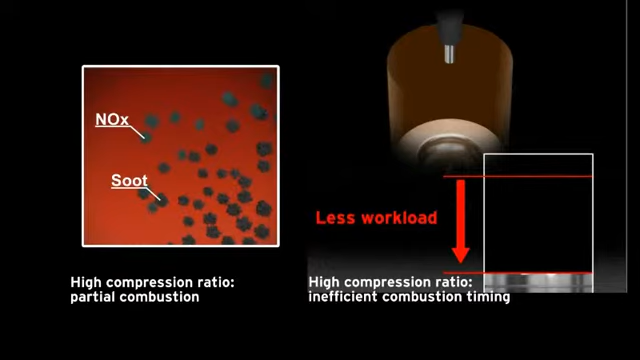 NOx
Soot
High compression ratio:
partial combustion
Less workload
High compression ratio:
inefficient combustion timing